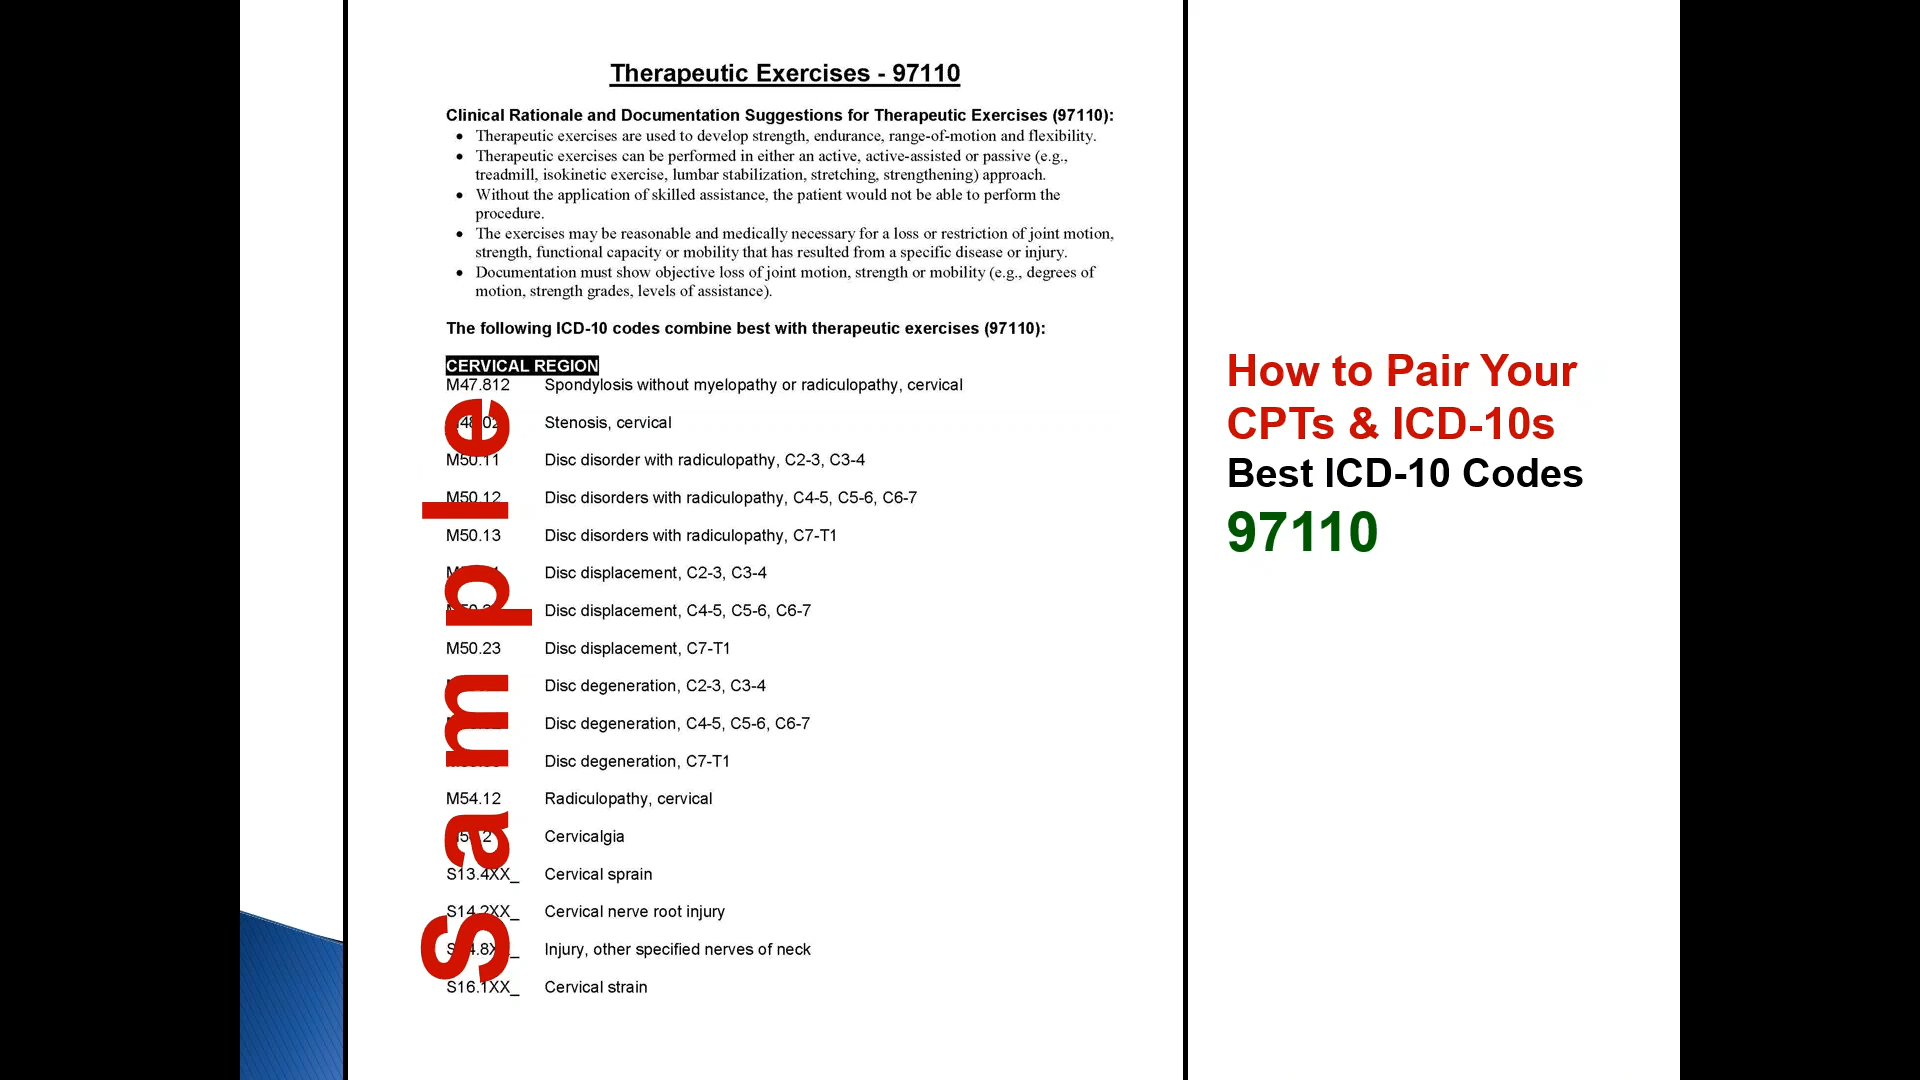 Therapeutic Exercises - 97110
Clinical Rationale and Documentation Suggestions for Therapeutic Exercises (97110):
• Therapeutic exercises are used to develop strength, endurance, range-of-motion and flexibility.
• Therapeutic exercises can be performed in either an active, active-assisted or passive (e.g.,
treadmill, isokinetic exercise, lumbar stabilization, stretching, strengthening) approach.
• Without the application of skilled assistance, the patient would not be able to perform the
procedure.
• The exercises may be reasonable and medically necessary for a loss or restriction of joint motion,
strength, functional capacity or mobility that has resulted from a specific disease or injury.
• Documentation must show objective loss of joint motion, strength or mobility (e.g., degrees of
motion, strength grades, levels of assistance).
The following ICD-10 codes combine best with therapeutic exercises (97110):
CERVICAL REGION
M47.812 Spondylosis without myelopathy or radiculopathy, cervical
Stenosis, cervical
M50.11 Disc disorder with radiculopathy, C2-3, C3-4
M50.12 Disc disorders with radiculopathy, C4-5, C5-6, C6-7
M50.13 Disc disorders with radiculopathy, C7-T1
Disc displacement, C2-3, C3-4
Disc displacement, C4-5, C5-6, C6-7
M50.23 Disc displacement, C7-T1
Disc degeneration, C2-3, C3-4
Disc degeneration, C4-5, C5-6, C6-7
Disc degeneration, C7-T1
M54.12 Radiculopathy, cervical
Cervicalgia
S13.4XX_ Cervical sprain
S14.2XX_ Cervical nerve root injury
Injury, other specified nerves of neck
S16.1XX_ Cervical strain
Sample
How to Pair Your
CPTs & ICD-10s
Best ICD-10 Codes
97110